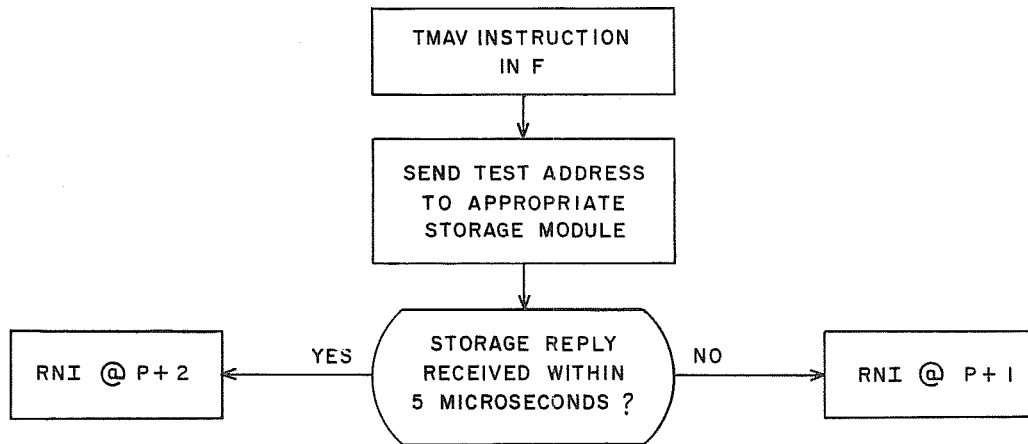 TMAV INSTRUCTION
IN F
SEND TEST ADDRESS
TO APPROPRIATE
STORAGE MODULE
STORAGE REPLY
RECEIVED WITHIN
5 MICROSECONDS ?
YES
NO
RNI @ P+2
RNI @ P+1